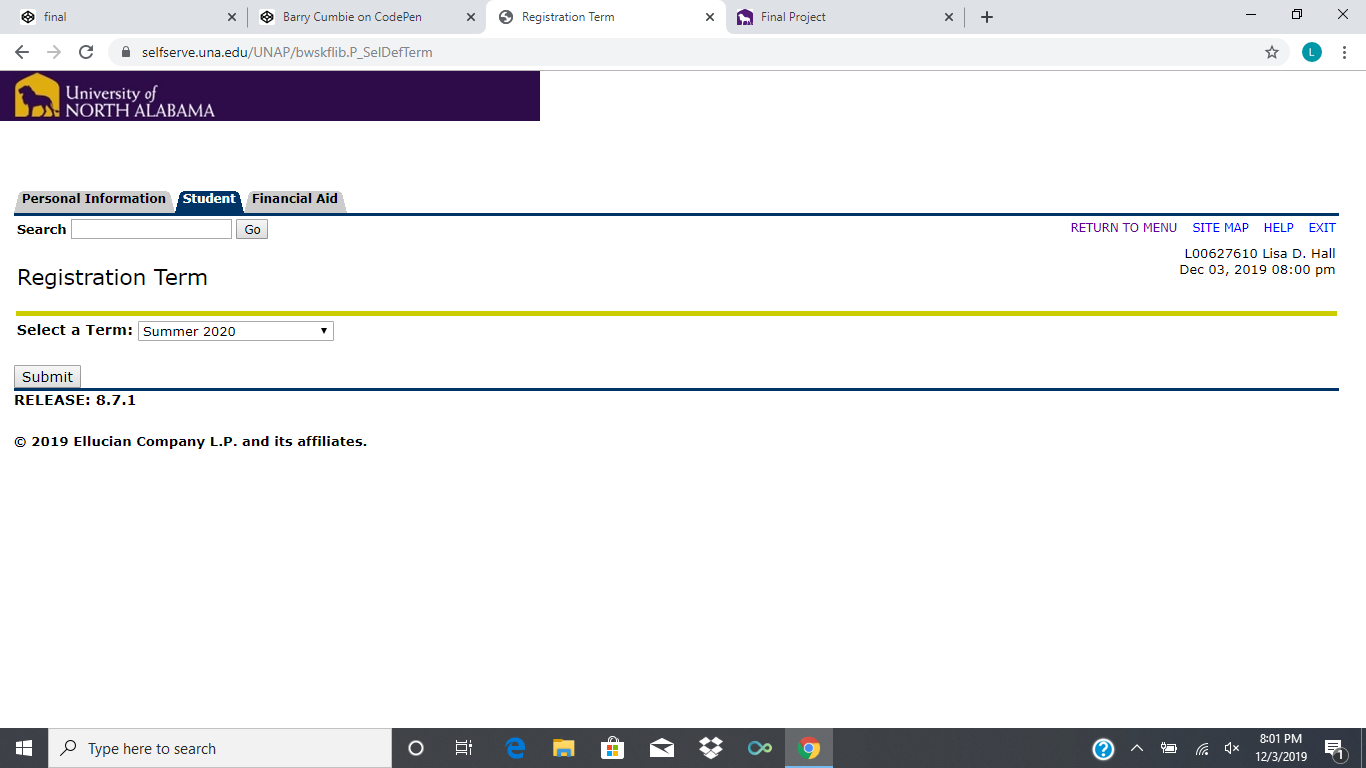 final
Barry Cumbie on CodePen
Registration Term
Final Project
selfserve.una.edu/UNAP/bwskflib.P_SelDefTerm
L
University of
NORTH ALABAMA
Personal Information
Student
Financial Aid
Search
Go
RETURN TO MENU
SITE MAP
HELP
EXIT
L00627610 Lisa D. Hall
Dec 03, 2019 08:00 pm
Registration Term
Select a Term: Summer 2020
Submit
RELEASE: 8.7.1
© 2019 Ellucian Company L.P. and its affiliates.
Type here to search
8:01 PM
12/3/2019
1